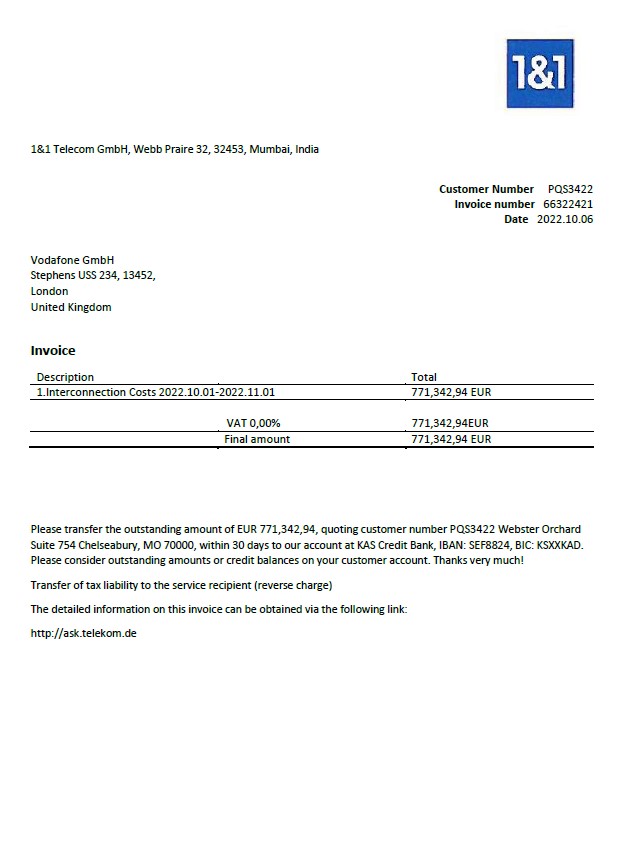 1&1
1&1 Telecom GmbH, Webb Praire 32, 32453, Mumbai, India
Customer Number PQS3422
Invoice number 66322421
Date 2022.10.06
Vodafone GmbH
Stephens USS 234, 13452,
London
United Kingdom
Invoice
Description Total
1.Interconnection Costs 2022.10.01-2022.11.01 771,342,94 EUR
VAT 0,00% 771,342,94EUR
Final amount 771,342,94 EUR
Please transfer the outstanding amount of EUR 771,342,94, quoting customer number PQS3422 Webster Orchard
Suite 754 Chelseabury, MO 70000, within 30 days to our account at KAS Credit Bank, IBAN: SEF8824, BIC: KSXXKAD.
Please consider outstanding amounts or credit balances on your customer account. Thanks very much!
Transfer of tax liability to the service recipient (reverse charge)
The detailed information on this invoice can be obtained via the following link:
http://ask.telekom.de